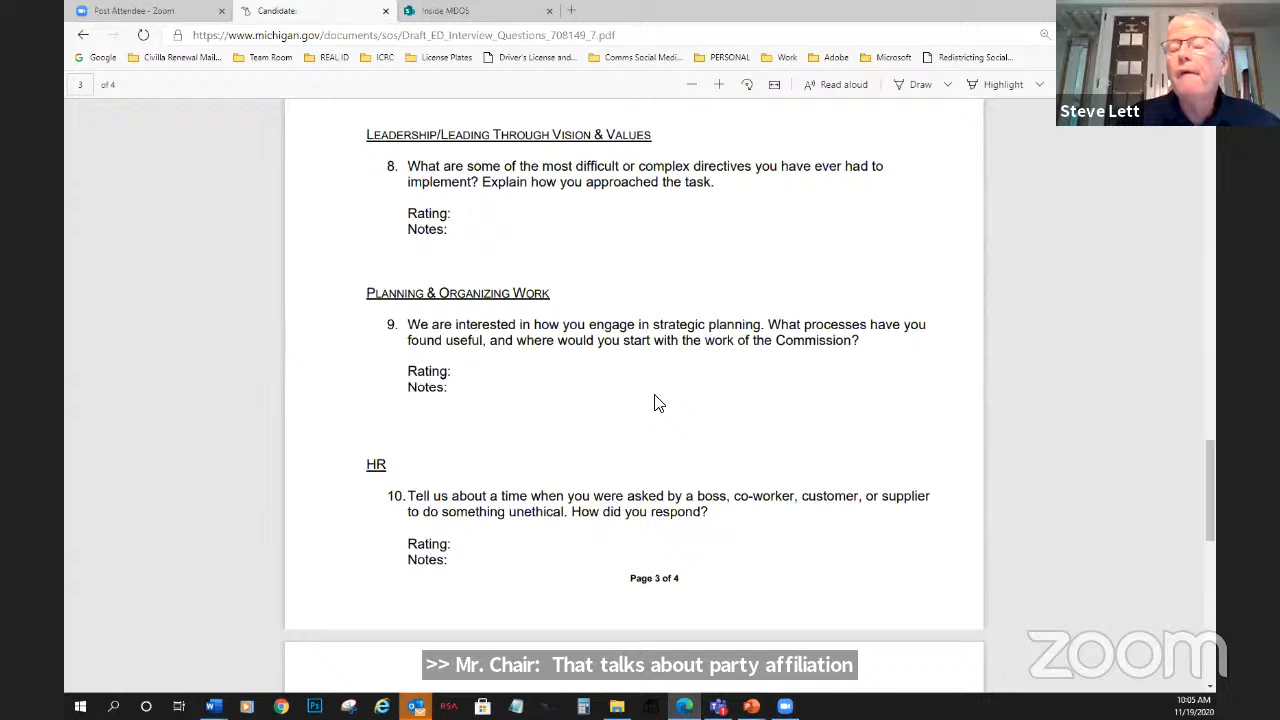 Post Attendee - Zoom
Candidate:
Inside MDOS
https://www.michigan.gov/documents/sos/Draft_ED_Interview_Questions_708149_7.pdf
Google
Civilla Renewal Mail...
Team Room
REAL ID
ICRC
License Plates
Driver's License and...
Comms Social Medi...
PERSONAL
Work
Adobe
Microsoft
Redistricting Social...
3 of 4
Read aloud
Draw
Highlight
Steve Lett
LEADERSHIP/LEADING THROUGH VISION & VALUES
8. What are some of the most difficult or complex directives you have ever had to
implement? Explain how you approached the task.
Rating:
Notes:
PLANNING & ORGANIZING WORK
9. We are interested in how you engage in strategic planning. What processes have you
found useful, and where would you start with the work of the Commission?
Rating:
Notes:
HR
10. Tell us about a time when you were asked by a boss, co-worker, customer, or supplier
to do something unethical. How did you respond?
Rating:
Notes:
Page 3 of 4
zoom
>> Mr. Chair: That talks about party affiliation
10:05 AM
11/19/2020